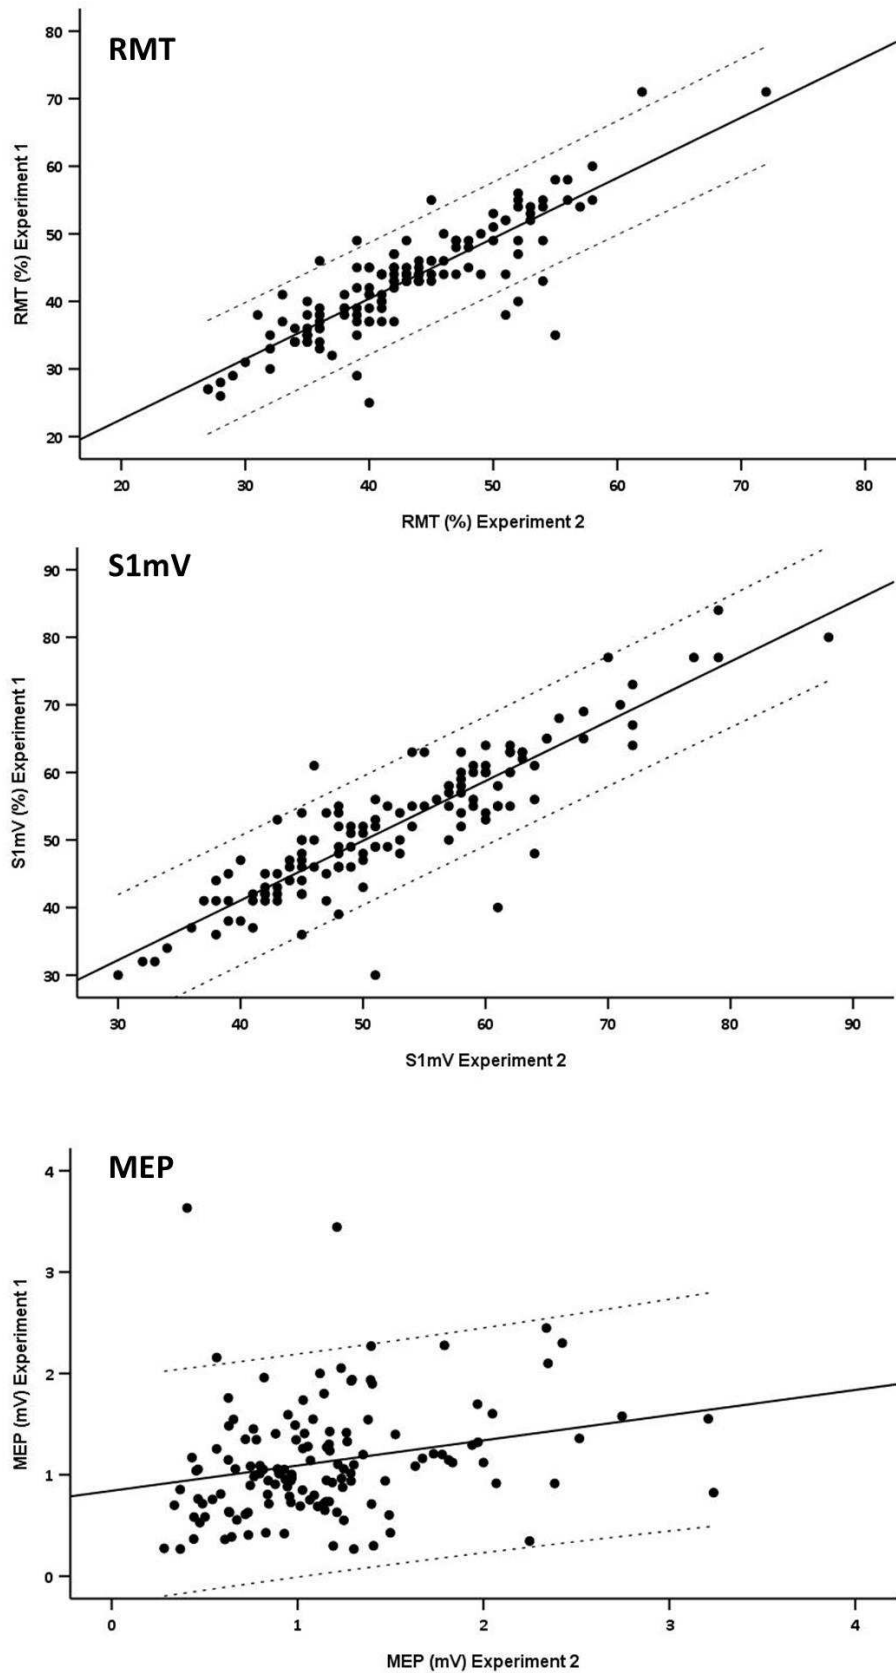 RMT
80
70
60
50
40
30
20
RMT (%) Experiment 1
20 30 40 50 60 70 80
RMT (%) Experiment 2
S1mV
90
80
70
60
50
40
30
S1mV (%) Experiment 1
30 40 50 60 70 80 90
S1mV Experiment 2
MEP
4
3
2
1
0
MEP (mV) Experiment 1
0 1 2 3 4
MEP (mV) Experiment 2